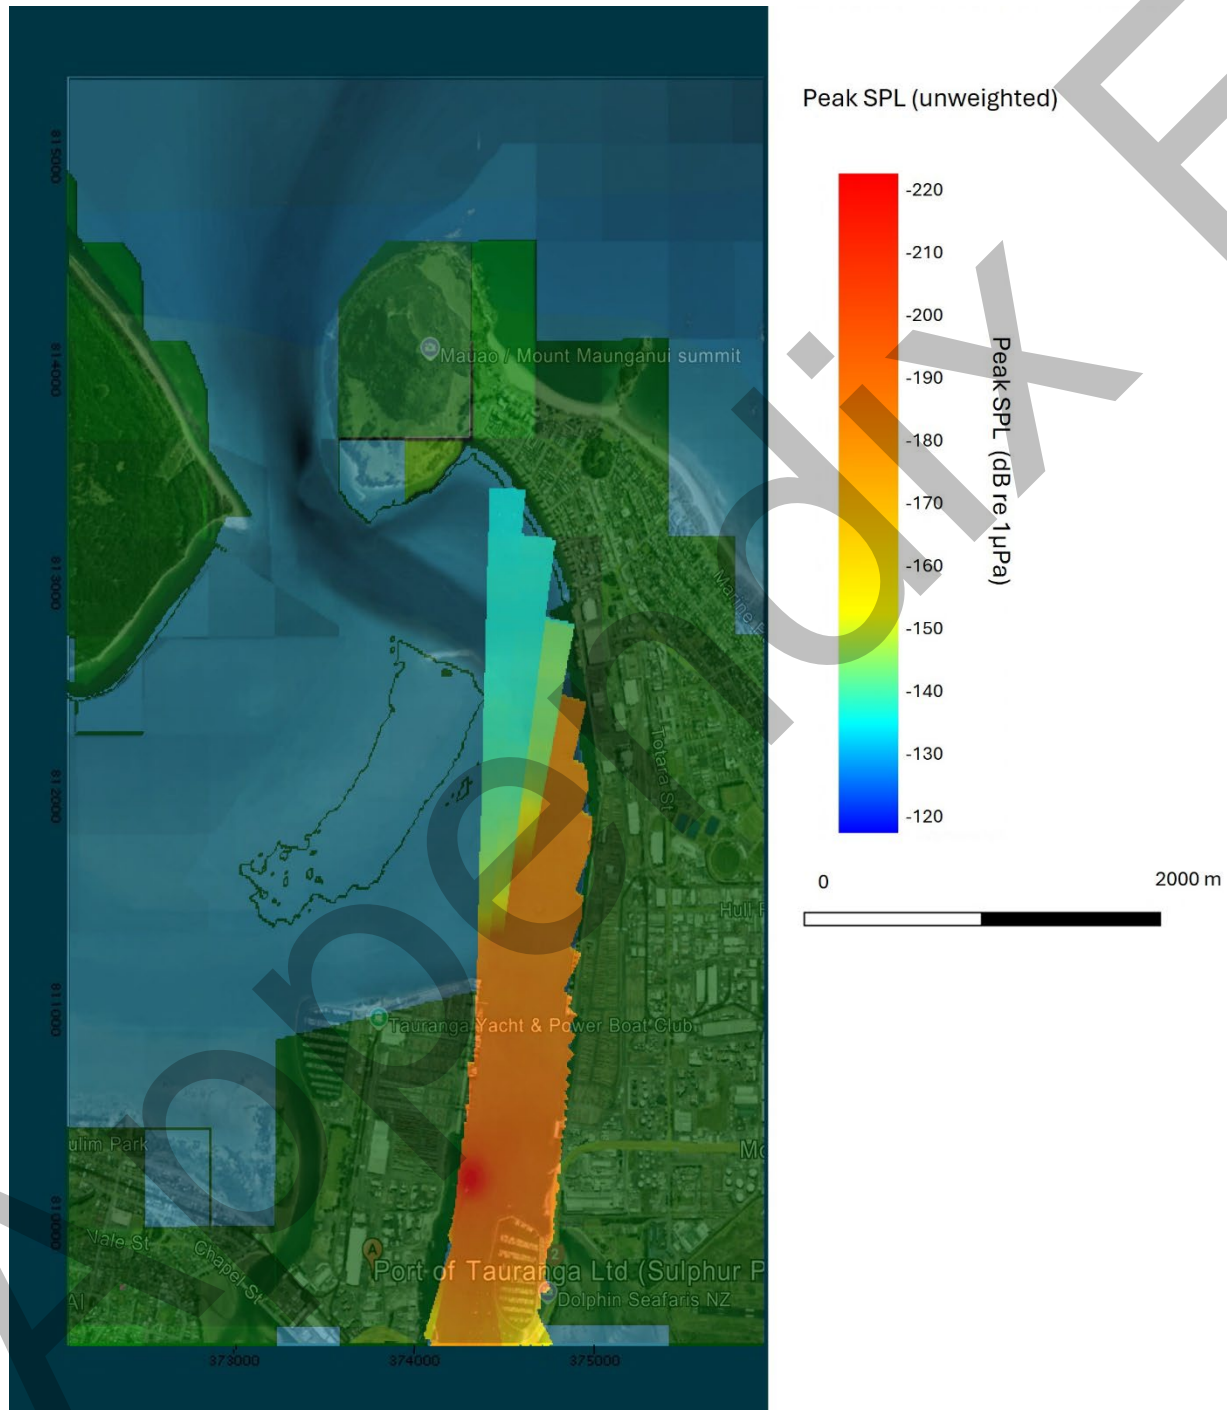 Peak SPL (unweighted)
-220
-210
-200
-190
-180
-170
-160
-150
-140
-130
-120
Peak SPL (dB re 1µPa)
0 2000 m
815000
814000
813000
812000
811000
810000
373000 374000 375000
Mauao / Mount Maunganui summit
Marine
Totara St
Hull
Tauranga Yacht & Power Boat Club
ulim Park
Vale St
Chapel St
A
2
Port of Tauranga Ltd (Sulphur P
Dolphin Seafaris NZ
Appendix F